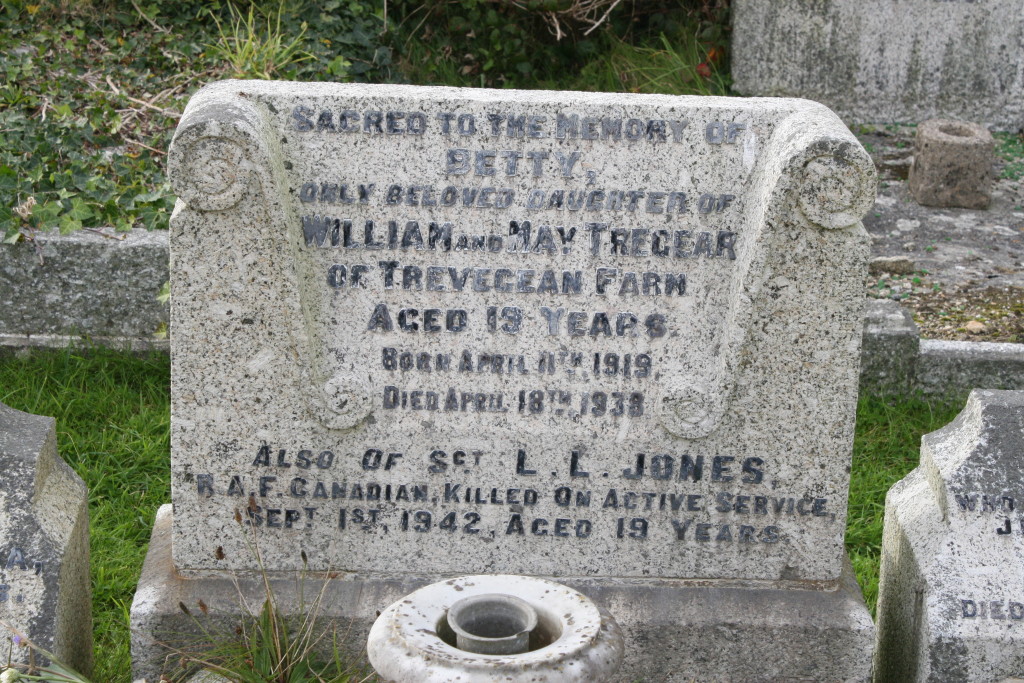 SACRED TO THE MEMORY OF
BETTY,
ONLY BELOVED DAUGHTER OF
WILLIAM AND MAY TREGEAR
OF TREVEGEAN FARM
AGED 19 YEARS.
BORN APRIL 11TH, 1919,
DIED APRIL 18TH, 1938.
ALSO OF SGT L. L. JONES.
R.A.F. CANADIAN, KILLED ON ACTIVE SERVICE,
SEPT 1ST, 1942, AGED 19 YEARS.
WHO
DIED